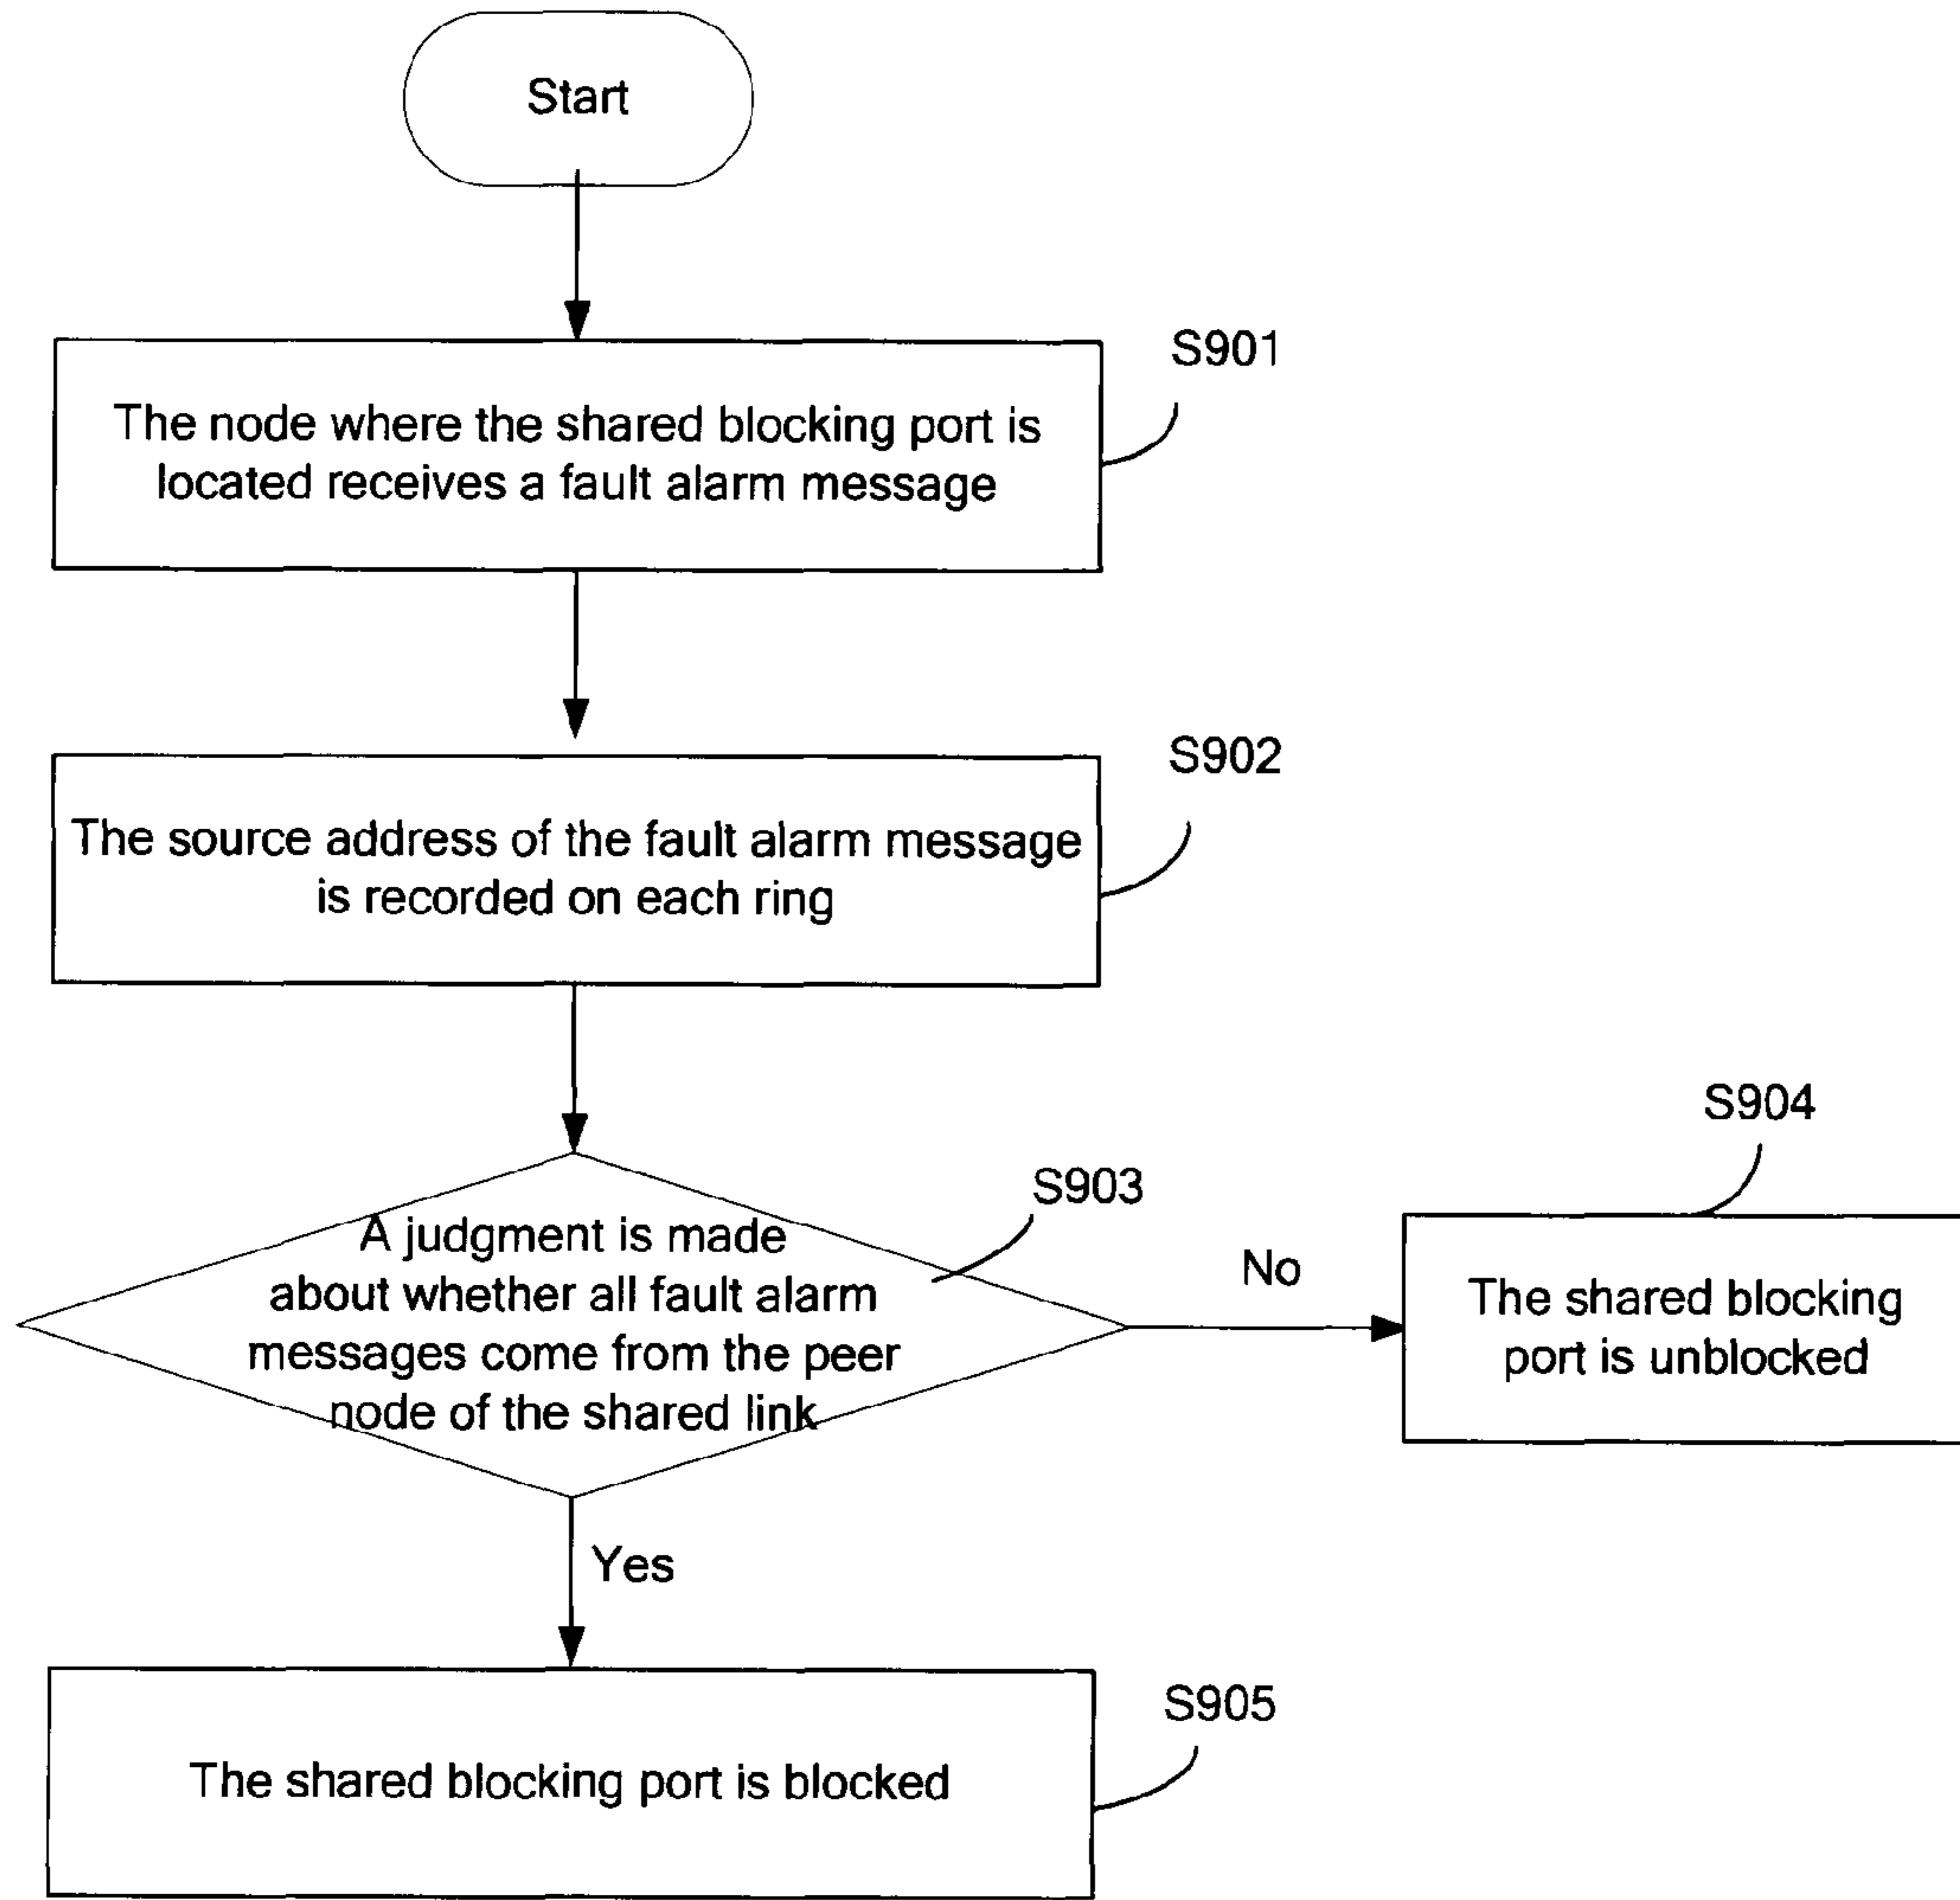 Start
S901
The node where the shared blocking port is
located receives a fault alarm message
S902
The source address of the fault alarm message
is recorded on each ring
S903
A judgment is made
about whether all fault alarm
messages come from the peer
node of the shared link
No
S904
The shared blocking
port is unblocked
Yes
S905
The shared blocking port is blocked